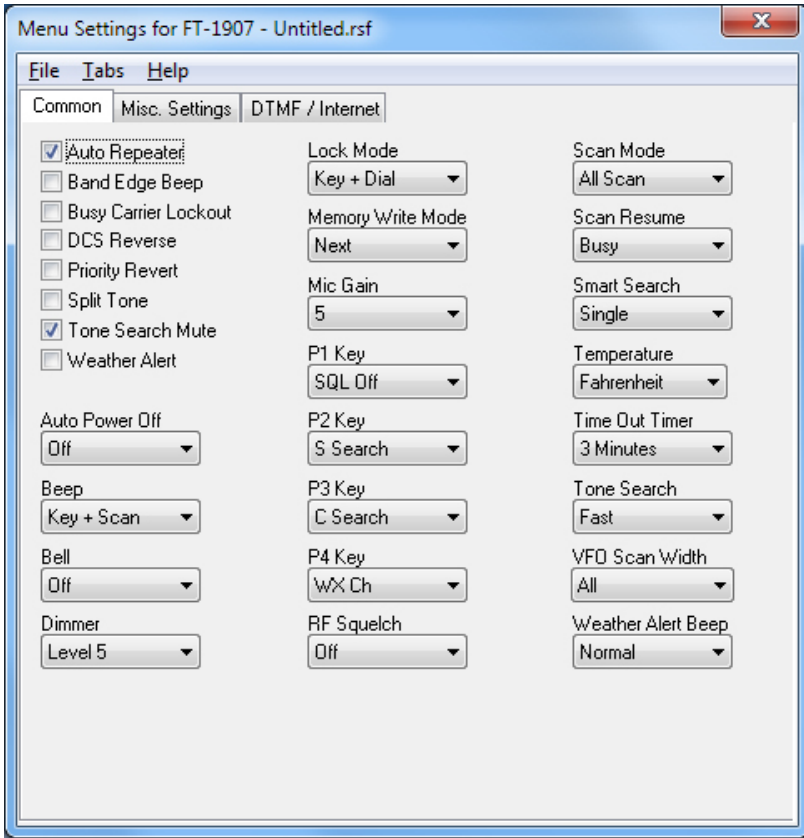 Menu Settings for FT-1907 - Untitled.rsf
x
File Tabs Help
Common Misc. Settings DTMF / Internet
Auto Repeater
Band Edge Beep
Busy Carrier Lockout
DCS Reverse
Priority Revert
Split Tone
Tone Search Mute
Weather Alert
Auto Power Off
Off
Beep
Key + Scan
Bell
Off
Dimmer
Level 5
Lock Mode
Key + Dial
Memory Write Mode
Next
Mic Gain
5
P1 Key
SQL Off
P2 Key
S Search
P3 Key
C Search
P4 Key
WX Ch
RF Squelch
Off
Scan Mode
All Scan
Scan Resume
Busy
Smart Search
Single
Temperature
Fahrenheit
Time Out Timer
3 Minutes
Tone Search
Fast
VFO Scan Width
All
Weather Alert Beep
Normal